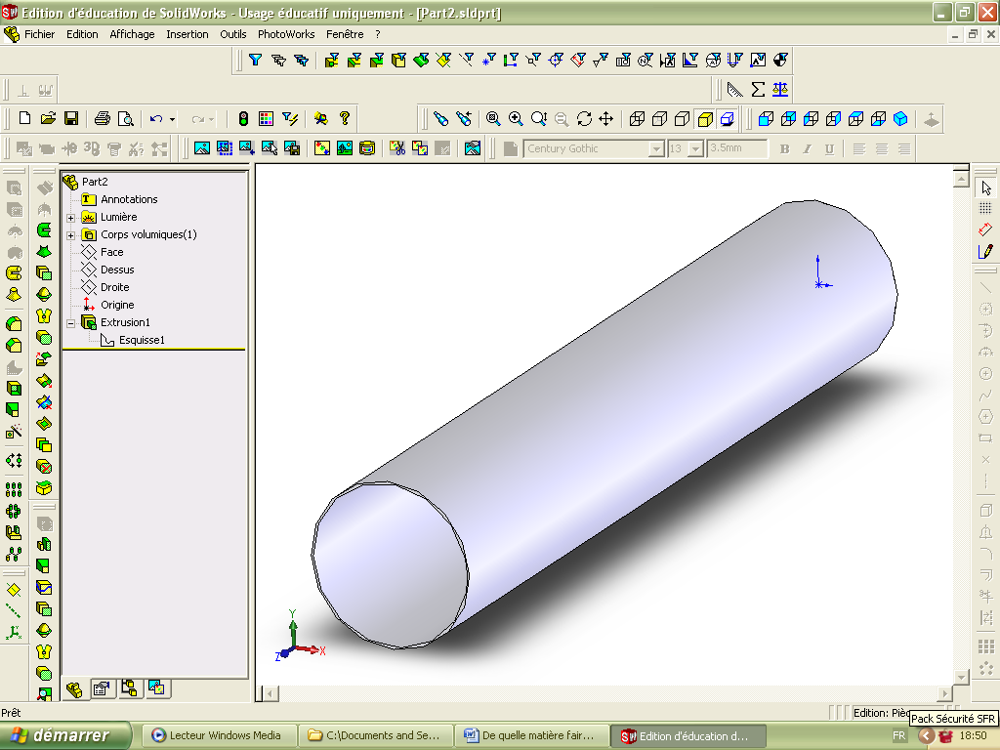 Edition d'éducation de SolidWorks - Usage éducatif uniquement - [Part2.sldprt]
Fichier Edition Affichage Insertion Outils PhotoWorks Fenêtre ?
3D Century Gothic 13 3.5mm B I U
Part2
Annotations
Lumière
Corps volumiques(1)
Face
Dessus
Droite
Origine
Extrusion1
Esquisse1
Y
X
Z
Prêt
Edition: Pièc
Pack Sécurité SFR
démarrer Lecteur Windows Media C:\Documents and Se... De quelle matière fair... Edition d'éducation d... FR 18:50